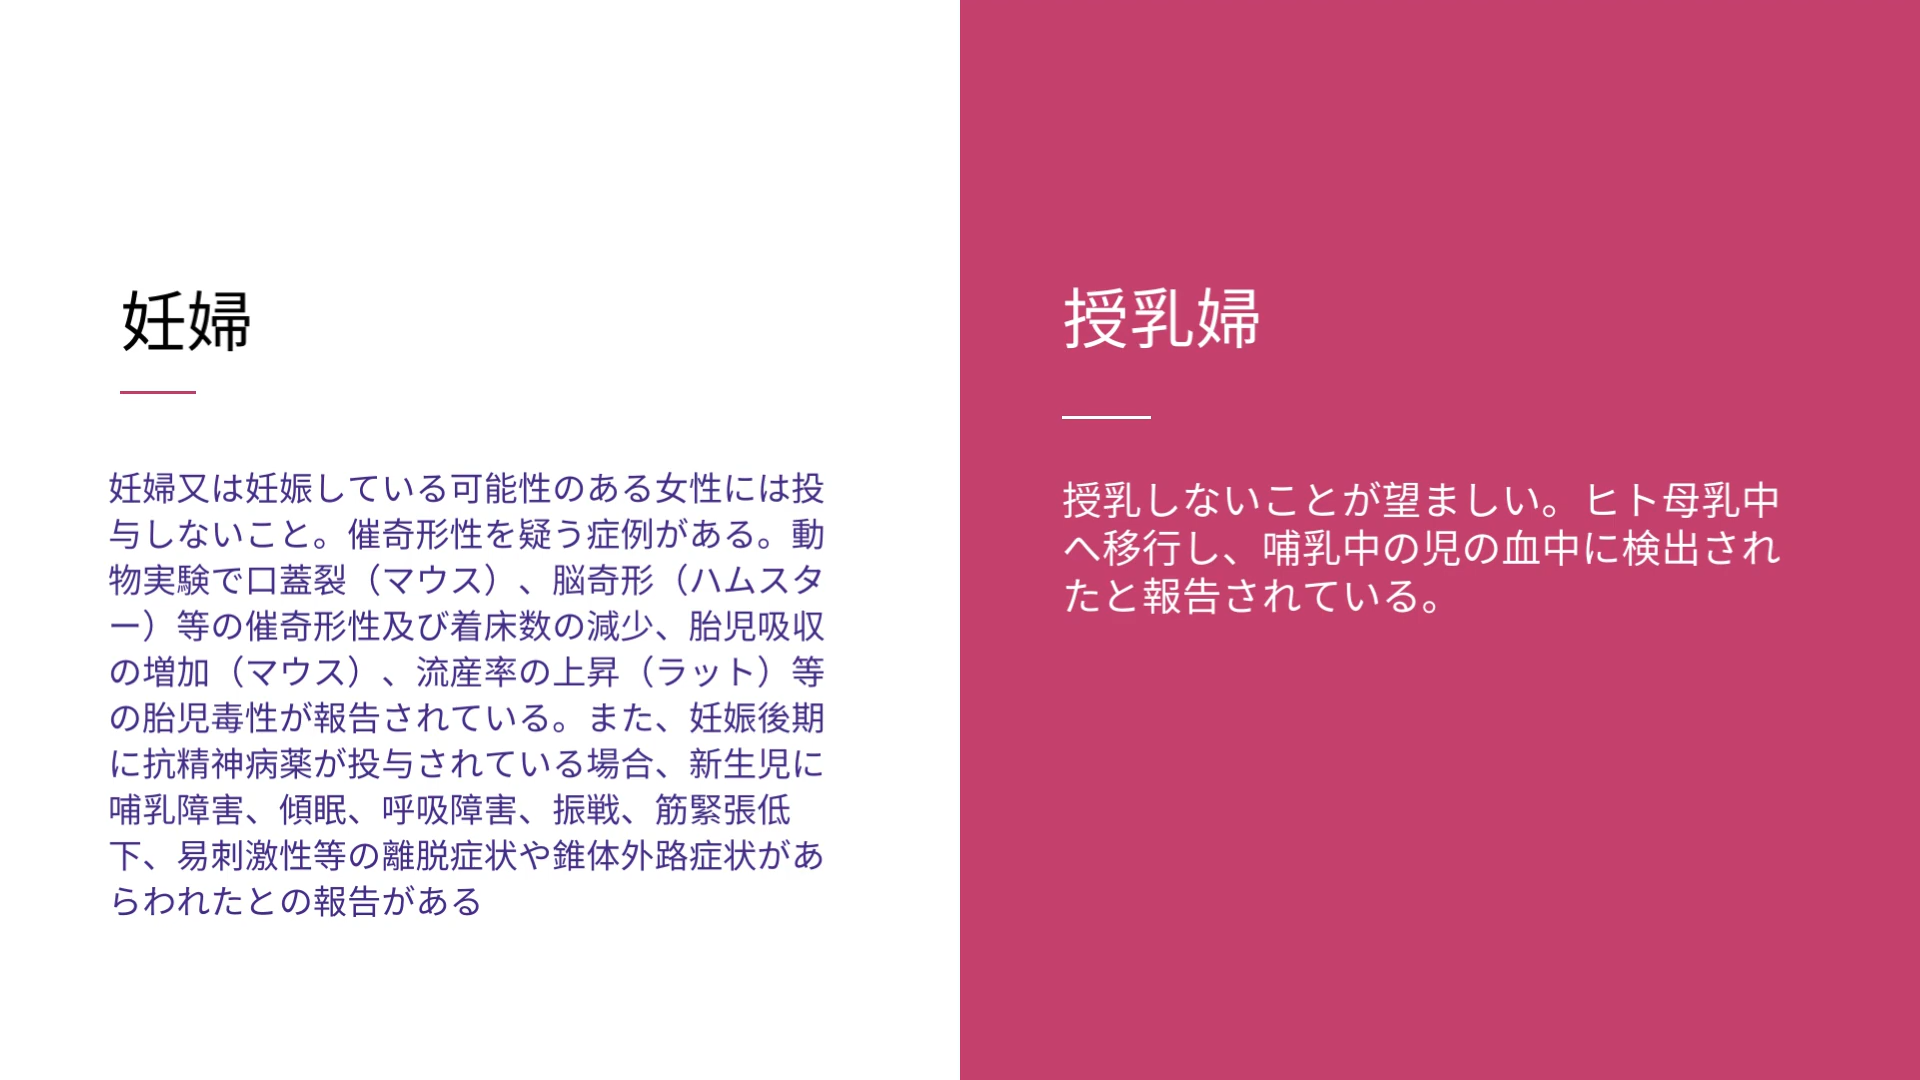 妊婦
妊婦又は妊娠している可能性のある女性には投
与しないこと。催奇形性を疑う症例がある。動
物実験で口蓋裂（マウス）、脳奇形（ハムスタ
ー）等の催奇形性及び着床数の減少、胎児吸収
の増加（マウス）、流産率の上昇（ラット）等
の胎児毒性が報告されている。また、妊娠後期
に抗精神病薬が投与されている場合、新生児に
哺乳障害、傾眠、呼吸障害、振戦、筋緊張低
下、易刺激性等の離脱症状や錐体外路症状があ
らわれたとの報告がある
授乳婦
授乳しないことが望ましい。ヒト母乳中
へ移行し、哺乳中の児の血中に検出され
たと報告されている。